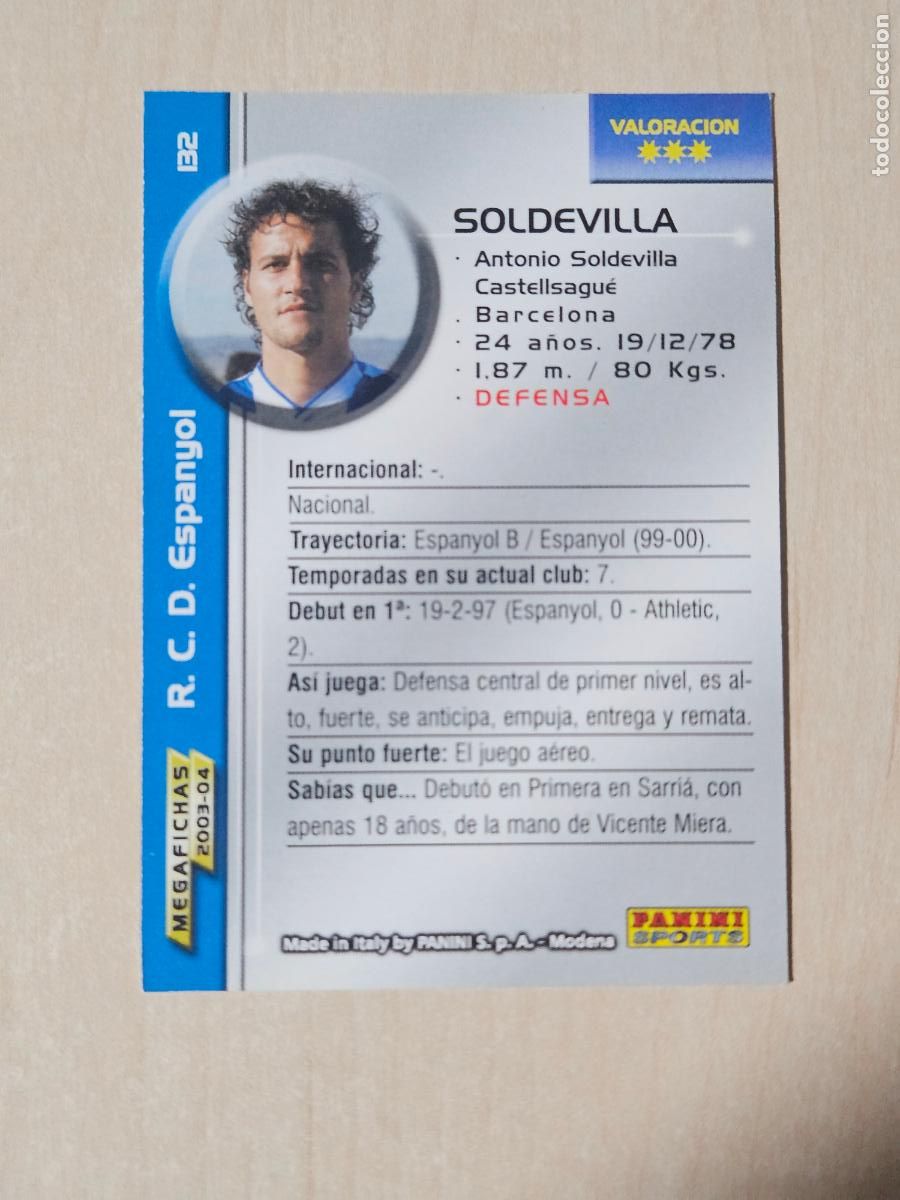 todocoleccion
132
R. C. D. Espanyol
MEGAFICHAS
2003-04
VALORACION
SOLDEVILLA
· Antonio Soldevilla
Castellsagué
. Barcelona
· 24 años. 19/12/78
· 1,87 m. / 80 Kgs.
· DEFENSA
Internacional: -.
Nacional.
Trayectoria: Espanyol B / Espanyol (99-00).
Temporadas en su actual club: 7.
Debut en 1ª: 19-2-97 (Espanyol, 0 - Athletic,
2).
Así juega: Defensa central de primer nivel, es al-
to, fuerte, se anticipa, empuja, entrega y remata.
Su punto fuerte: El juego aéreo.
Sabías que... Debutó en Primera en Sarriá, con
apenas 18 años, de la mano de Vicente Miera.
Made in Italy by PANINI S. p. A. - Modena
PANINI
SPORTS